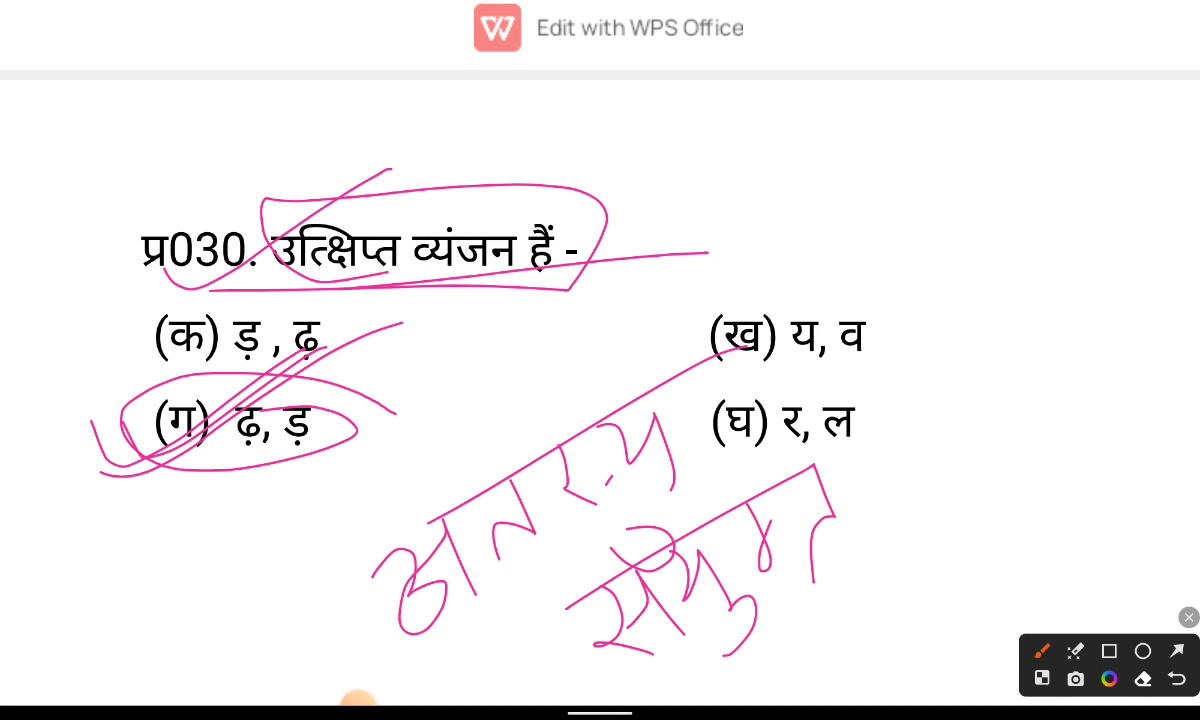 Edit with WPS Office
प्र030. उत्क्षिप्त व्यंजन हैं -
(क) ड़ , ढ़
(ख) य, व
(ग) ढ़, ड़
(घ) र, ल